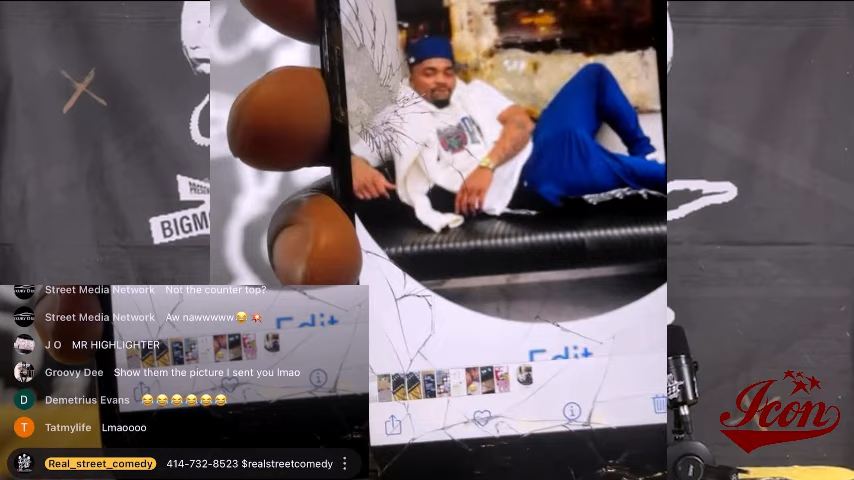 BIGM
Street Media Network Not the counter top?
Street Media Network Aw nawwwww😂💥
J O MR HIGHLIGHTER
Groovy Dee Show them the picture I sent you lmao
Demetrius Evans 😂😂😂😂😂😂
Tatmylife Lmaoooo
Real_street_comedy 414-732-8523 $realstreetcomedy
Edit
Edit
Icon